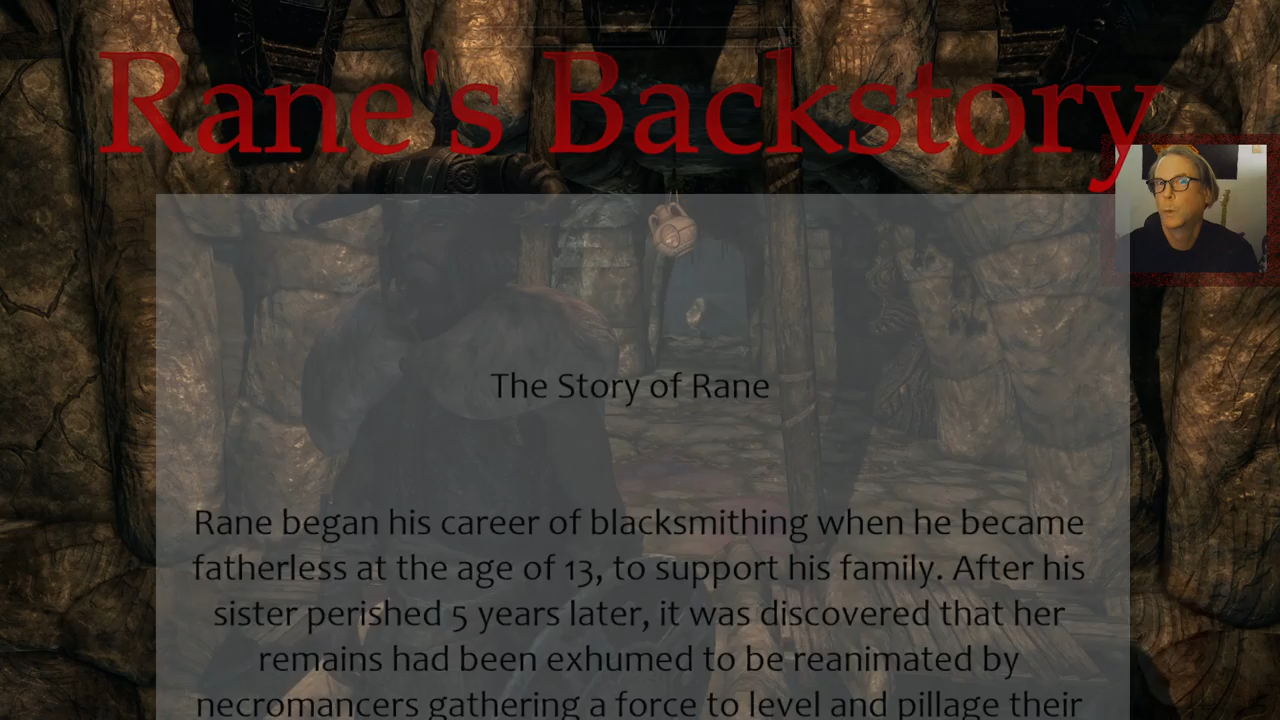 W
Rane's Backstory
The Story of Rane
Rane began his career of blacksmithing when he became
fatherless at the age of 13, to support his family. After his
sister perished 5 years later, it was discovered that her
remains had been exhumed to be reanimated by
necromancers gathering a force to level and pillage their